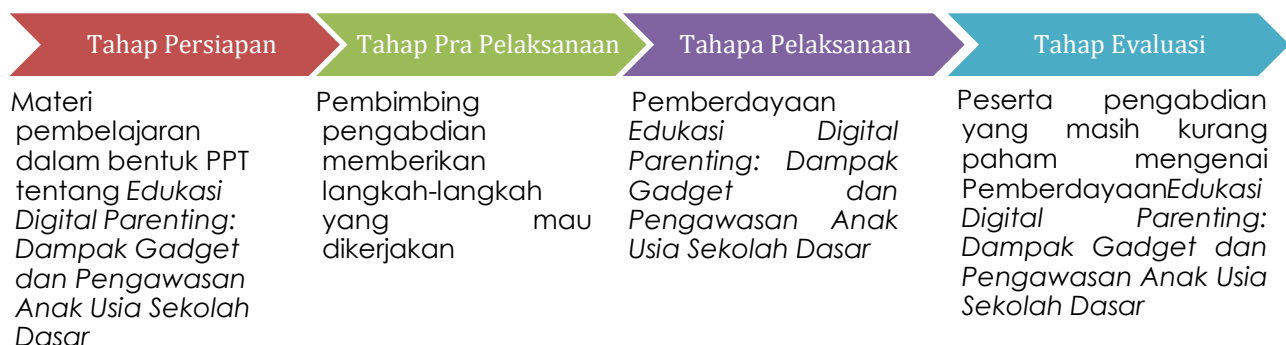 Tahap Persiapan
Materi
pembelajaran
dalam bentuk PPT
tentang Edukasi
Digital Parenting:
Dampak Gadget
dan Pengawasan
Anak Usia Sekolah
Dasar
Tahap Pra Pelaksanaan
Pembimbing
pengabdian
memberikan
langkah-langkah
yang mau
dikerjakan
Tahapa Pelaksanaan
Pemberdayaan
Edukasi Digital
Parenting: Dampak
Gadget dan
Pengawasan Anak
Usia Sekolah Dasar
Tahap Evaluasi
Peserta pengabdian
yang masih kurang
paham mengenai
PemberdayaanEdukasi
Digital Parenting:
Dampak Gadget dan
Pengawasan Anak Usia
Sekolah Dasar